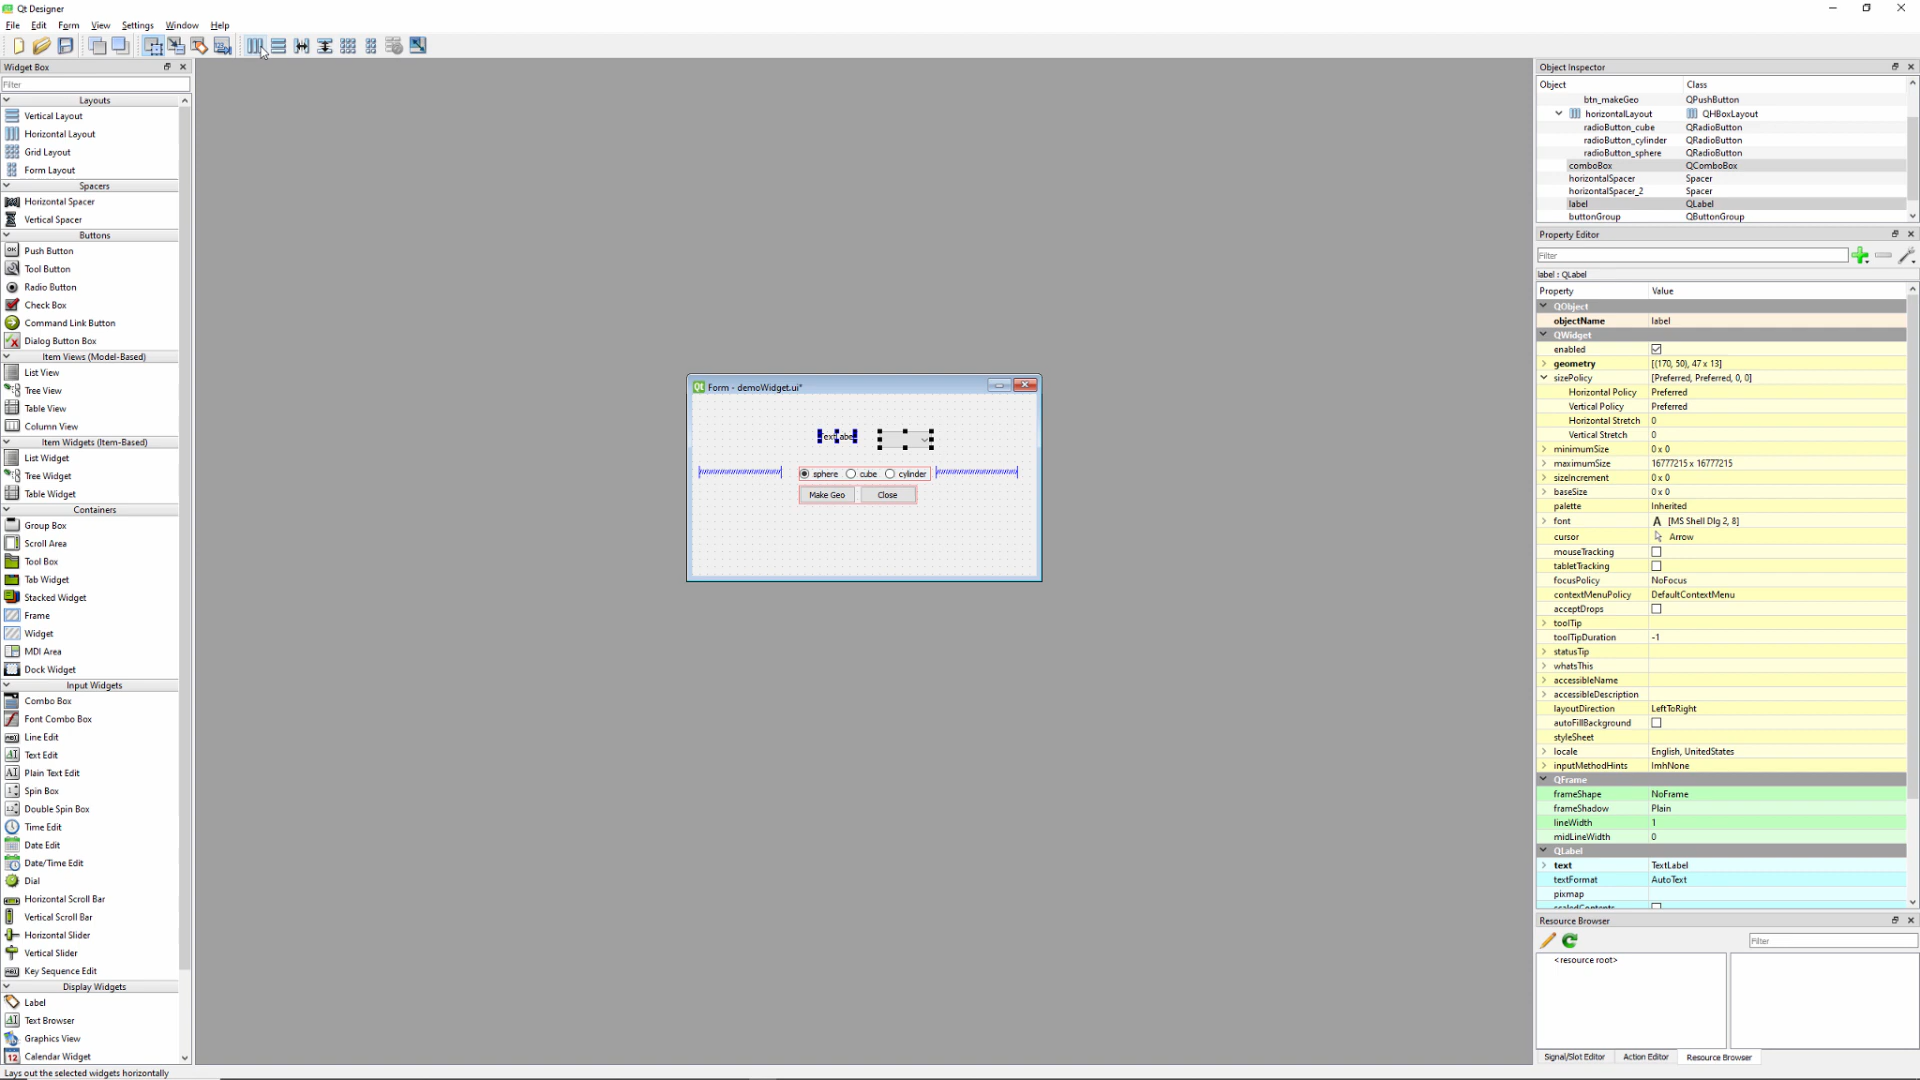 Qt Designer
File Edit Form View Settings Window Help
Widget Box
Filter
Layouts
Vertical Layout
Horizontal Layout
Grid Layout
Form Layout
Spacers
Horizontal Spacer
Vertical Spacer
Buttons
Push Button
Tool Button
Radio Button
Check Box
Command Link Button
Dialog Button Box
Item Views (Model-Based)
List View
Tree View
Table View
Column View
Item Widgets (Item-Based)
List Widget
Tree Widget
Table Widget
Containers
Group Box
Scroll Area
Tool Box
Tab Widget
Stacked Widget
Frame
Widget
MDI Area
Dock Widget
Input Widgets
Combo Box
Font Combo Box
Line Edit
Text Edit
Plain Text Edit
Spin Box
Double Spin Box
Time Edit
Date Edit
Date/Time Edit
Dial
Horizontal Scroll Bar
Vertical Scroll Bar
Horizontal Slider
Vertical Slider
Key Sequence Edit
Display Widgets
Label
Text Browser
Graphics View
Calendar Widget
Lays out the selected widgets horizontally
Form - demoWidget.ui*
TextLabel
sphere cube cylinder
Make Geo Close
Object Inspector
Object Class
btn_makeGeo QPushButton
horizontalLayout QHBoxLayout
radioButton_cube QRadioButton
radioButton_cylinder QRadioButton
radioButton_sphere QRadioButton
comboBox QComboBox
horizontalSpacer Spacer
horizontalSpacer_2 Spacer
label QLabel
buttonGroup QButtonGroup
Property Editor
Filter
label : QLabel
Property Value
QObject
objectName label
QWidget
enabled
geometry [(170, 50), 47 x 13]
sizePolicy [Preferred, Preferred, 0, 0]
Horizontal Policy Preferred
Vertical Policy Preferred
Horizontal Stretch 0
Vertical Stretch 0
minimumSize 0 x 0
maximumSize 16777215 x 16777215
sizeIncrement 0 x 0
baseSize 0 x 0
palette Inherited
font A [MS Shell Dlg 2, 8]
cursor Arrow
mouseTracking
tabletTracking
focusPolicy NoFocus
contextMenuPolicy DefaultContextMenu
acceptDrops
toolTip
toolTipDuration -1
statusTip
whatsThis
accessibleName
accessibleDescription
layoutDirection LeftToRight
autoFillBackground
styleSheet
locale English, UnitedStates
inputMethodHints ImhNone
QFrame
frameShape NoFrame
frameShadow Plain
lineWidth 1
midLineWidth 0
QLabel
text TextLabel
textFormat AutoText
pixmap
scaledContents
Resource Browser
Filter
<resource root>
Signal/Slot Editor Action Editor Resource Browser